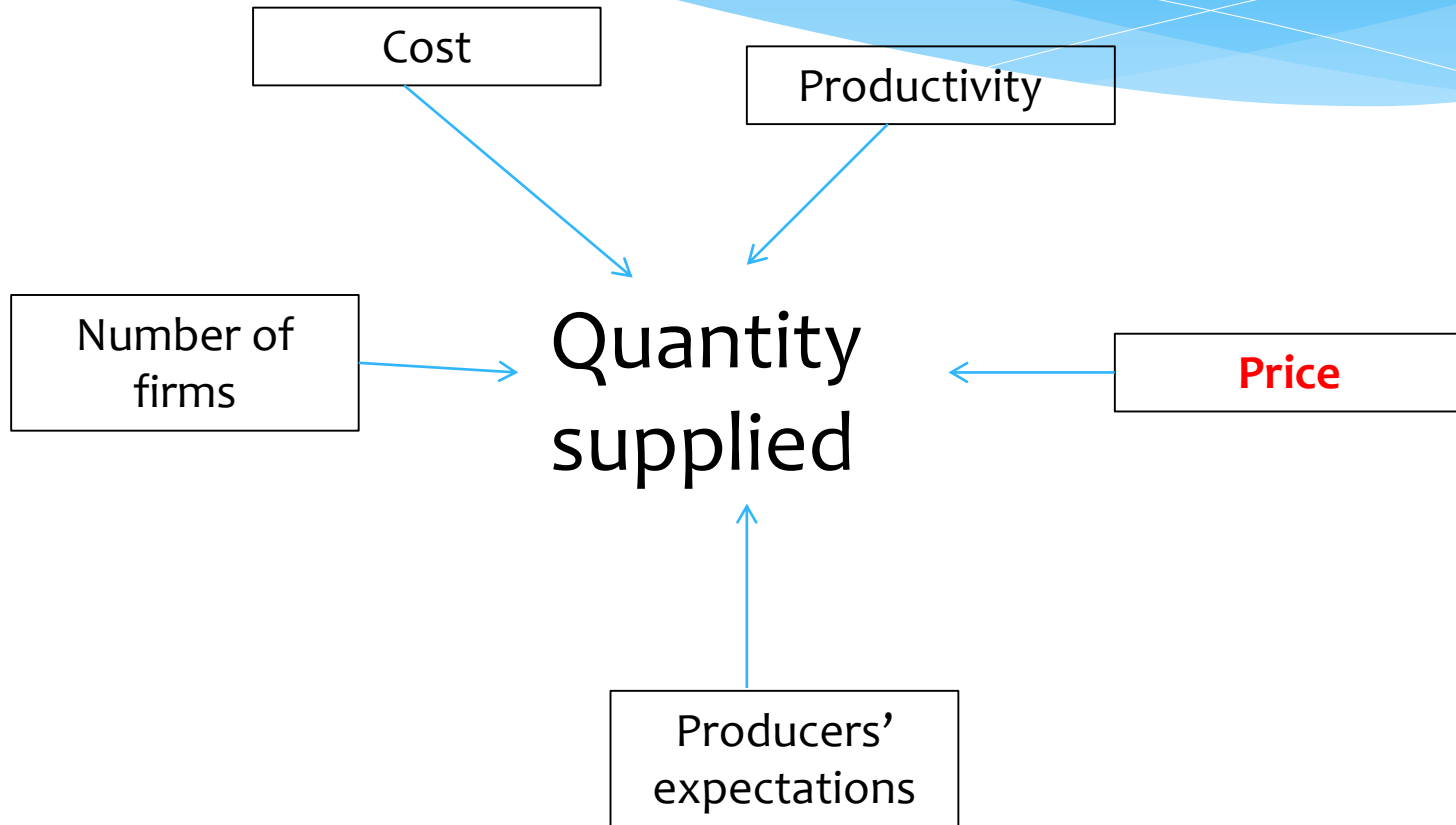 Cost
Productivity
Number of
firms
Quantity
supplied
Price
Producers’
expectations